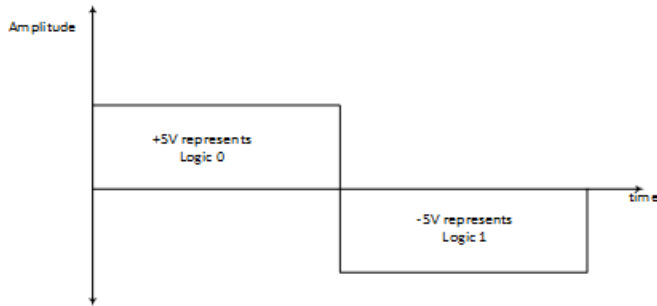 Amplitude
+5V represents
Logic 0
time
-5V represents
Logic 1